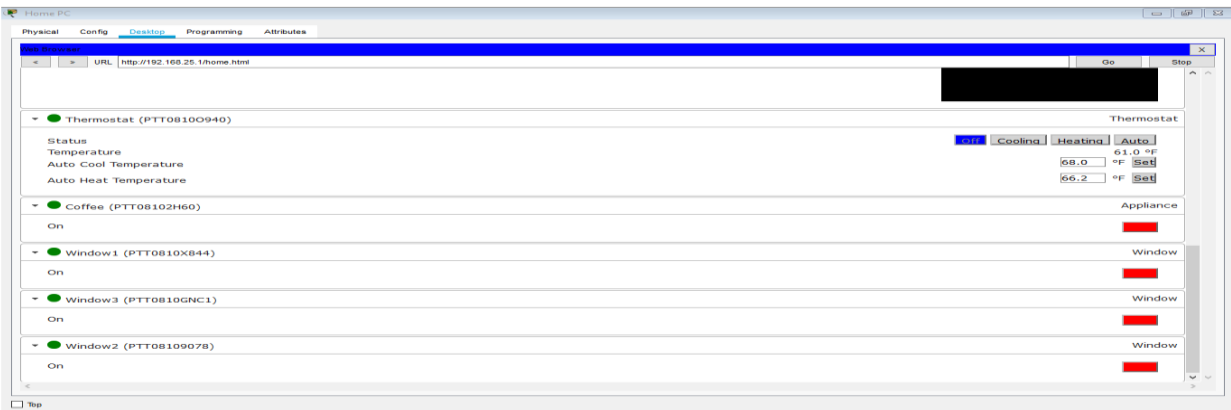 Home PC
Physical Config Desktop Programming Attributes
Web Browser
< > URL http://192.168.25.1/home.html Go Stop
Thermostat (PTT0810O940) Thermostat
Status Off Cooling Heating Auto
Temperature 61.0 °F
Auto Cool Temperature 68.0 °F Set
Auto Heat Temperature 66.2 °F Set
Coffee (PTT08102H60) Appliance
On
Window1 (PTT0810X844) Window
On
Window3 (PTT0810GNC1) Window
On
Window2 (PTT08109078) Window
On
Top